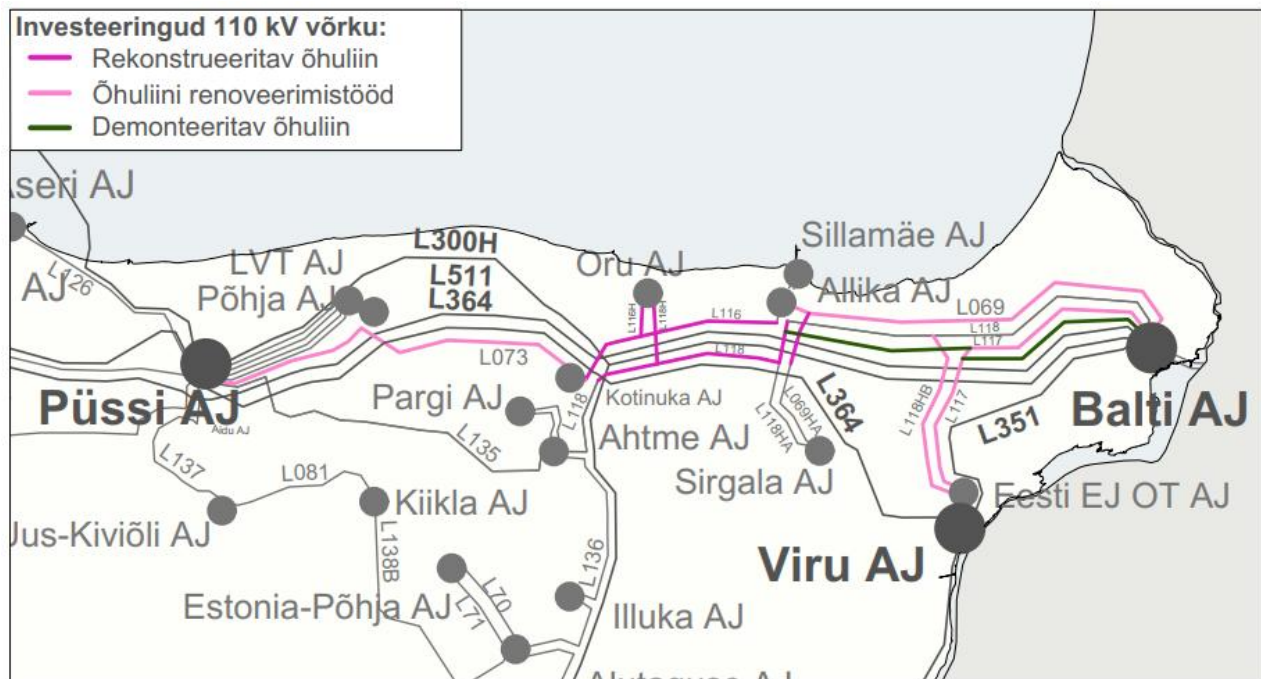 Investeeringud 110 kV võrku:
Rekonstrueeritav õhuliin
Õhuliini renoveerimistööd
Demonteeritav õhuliin
Aseri AJ
L126
AJ
LVT AJ
Põhja AJ
L300H
L511
L364
Oru AJ
L116H
L118H
Sillamäe AJ
Allika AJ
L116
L069
L118
L117
L073
L118
Püssi AJ
Aidu AJ
Pargi AJ
L118
Kotinuka AJ
Ahtme AJ
L135
L137
L081
Kiikla AJ
Jus-Kiviõli AJ
L138B
L069HA
L118HA
Sirgala AJ
L364
L118HB
L117
L351
Balti AJ
Eesti EJ OT AJ
Viru AJ
L136
L70
L71
Estonia-Põhja AJ
Illuka AJ